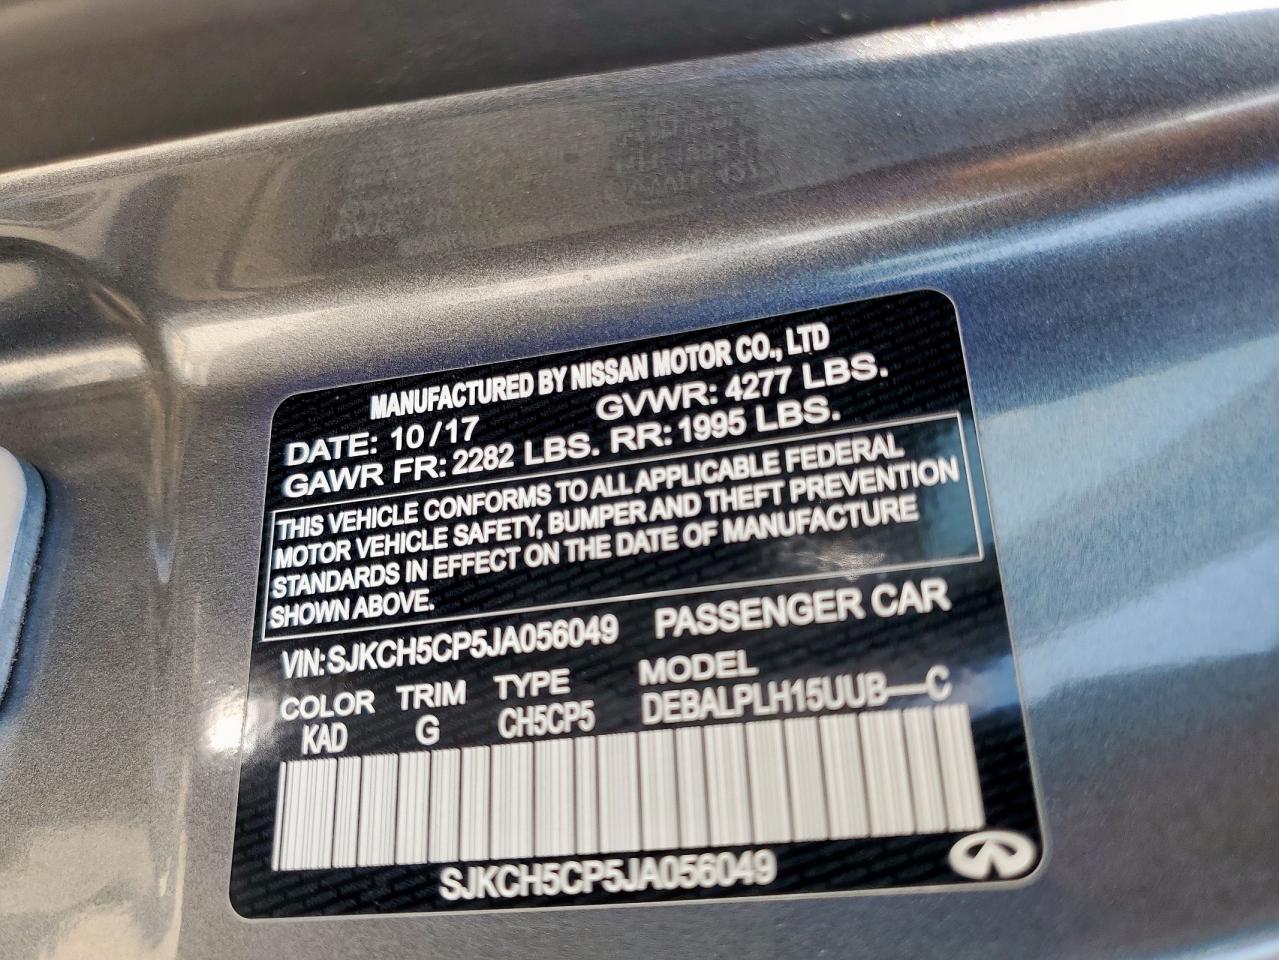 MANUFACTURED BY NISSAN MOTOR CO., LTD
DATE: 10/17 GVWR: 4277 LBS.
GAWR FR: 2282 LBS. RR: 1995 LBS.
THIS VEHICLE CONFORMS TO ALL APPLICABLE FEDERAL
MOTOR VEHICLE SAFETY, BUMPER AND THEFT PREVENTION
STANDARDS IN EFFECT ON THE DATE OF MANUFACTURE
SHOWN ABOVE.
VIN: SJKCH5CP5JA056049 PASSENGER CAR
COLOR TRIM TYPE MODEL
KAD G CH5CP5 DEBALPLH15UUB—C
SJKCH5CP5JA056049